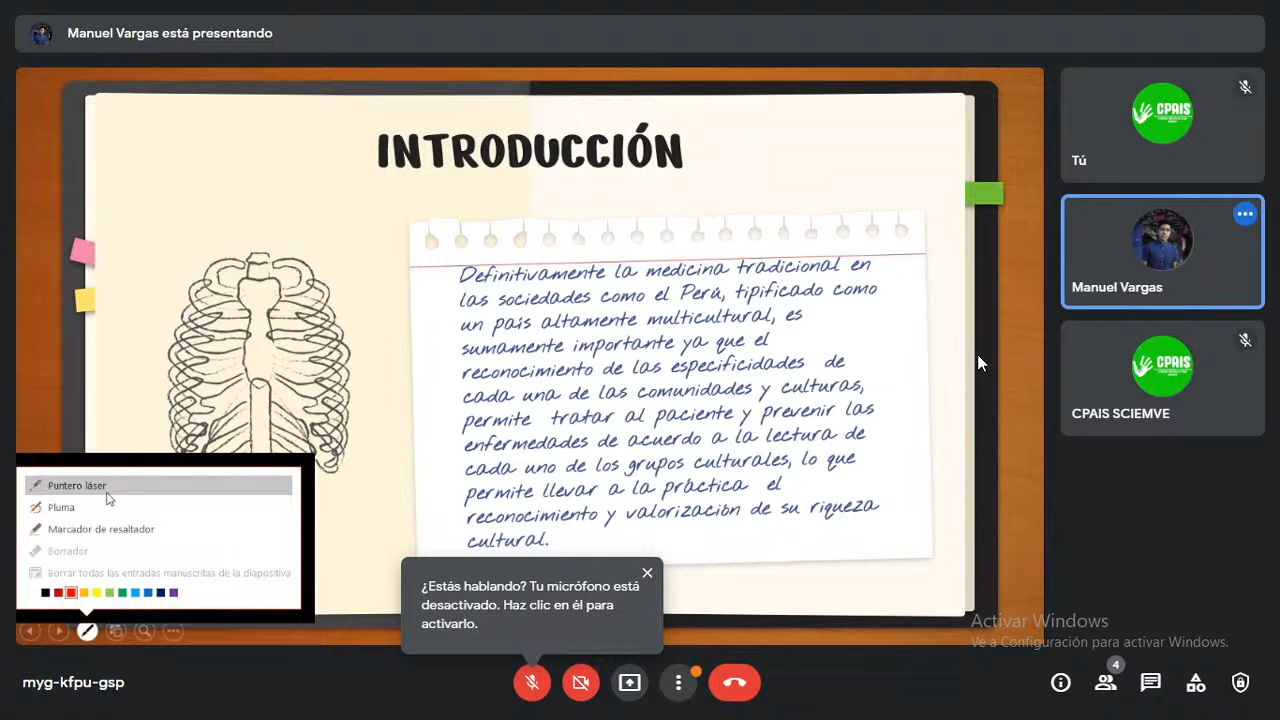 Manuel Vargas está presentando
INTRODUCCIÓN
Definitivamente la medicina tradicional en
las sociedades como el Perú, tipificado como
un país altamente multicultural, es
sumamente importante ya que el
reconocimiento de las especificidades de
cada una de las comunidades y culturas,
permite tratar al paciente y prevenir las
enfermedades de acuerdo a la lectura de
cada uno de los grupos culturales, lo que
permite llevar a la práctica el
reconocimiento y valorización de su riqueza
cultural.
Puntero láser
Pluma
Marcador de resaltador
Borrador
Borrar todas las entradas manuscritas de la diapositiva
¿Estás hablando? Tu micrófono está
desactivado. Haz clic en él para
activarlo.
CPAIS
Tú
Manuel Vargas
CPAIS
CPAIS SCIEMVE
Activar Windows
Ve a Configuración para activar Windows.
myg-kfpu-gsp
4